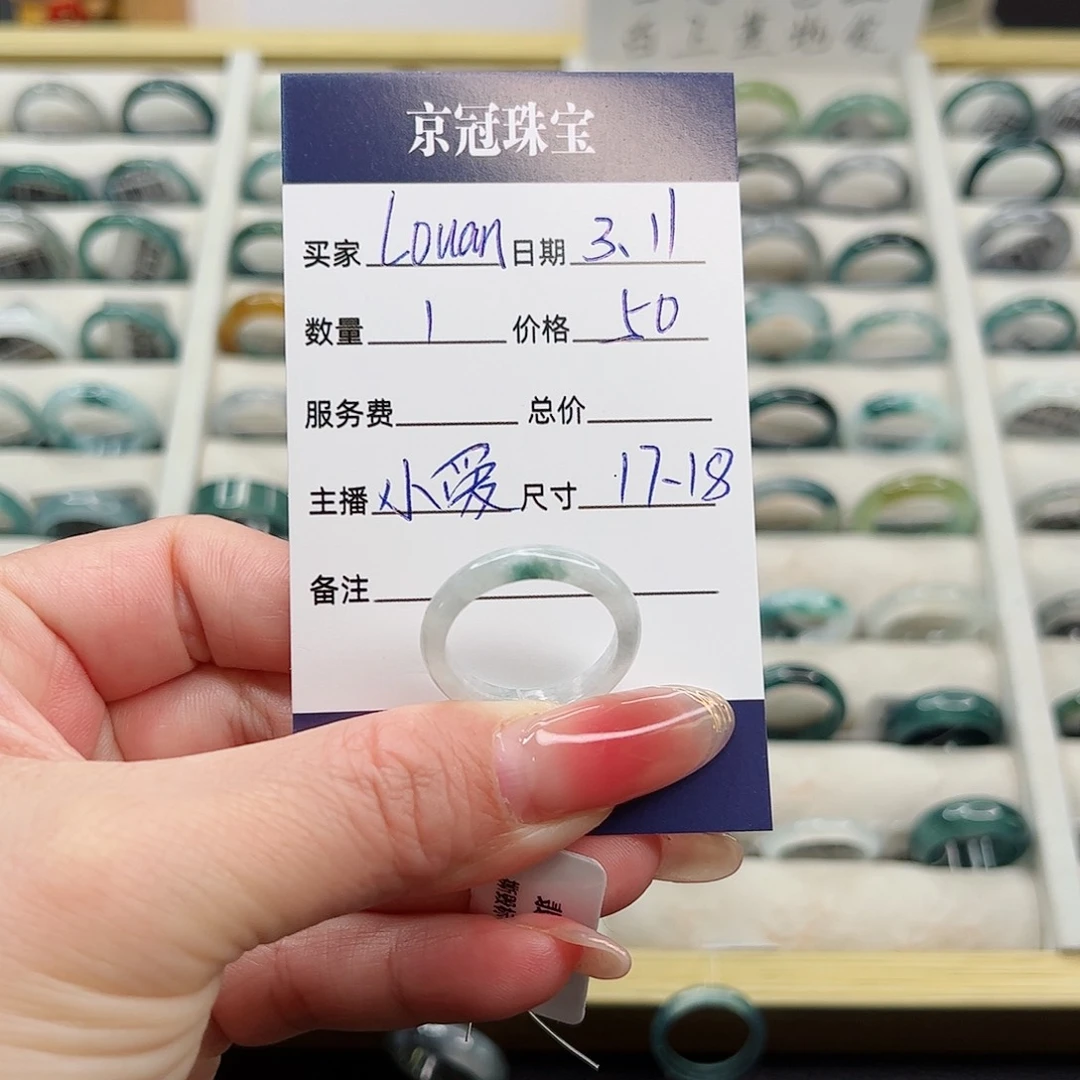 京冠珠宝
买家 Louan 日期 3.11
数量 1 价格 50
服务费 总价
主播 小爱 尺寸 17-18
备注